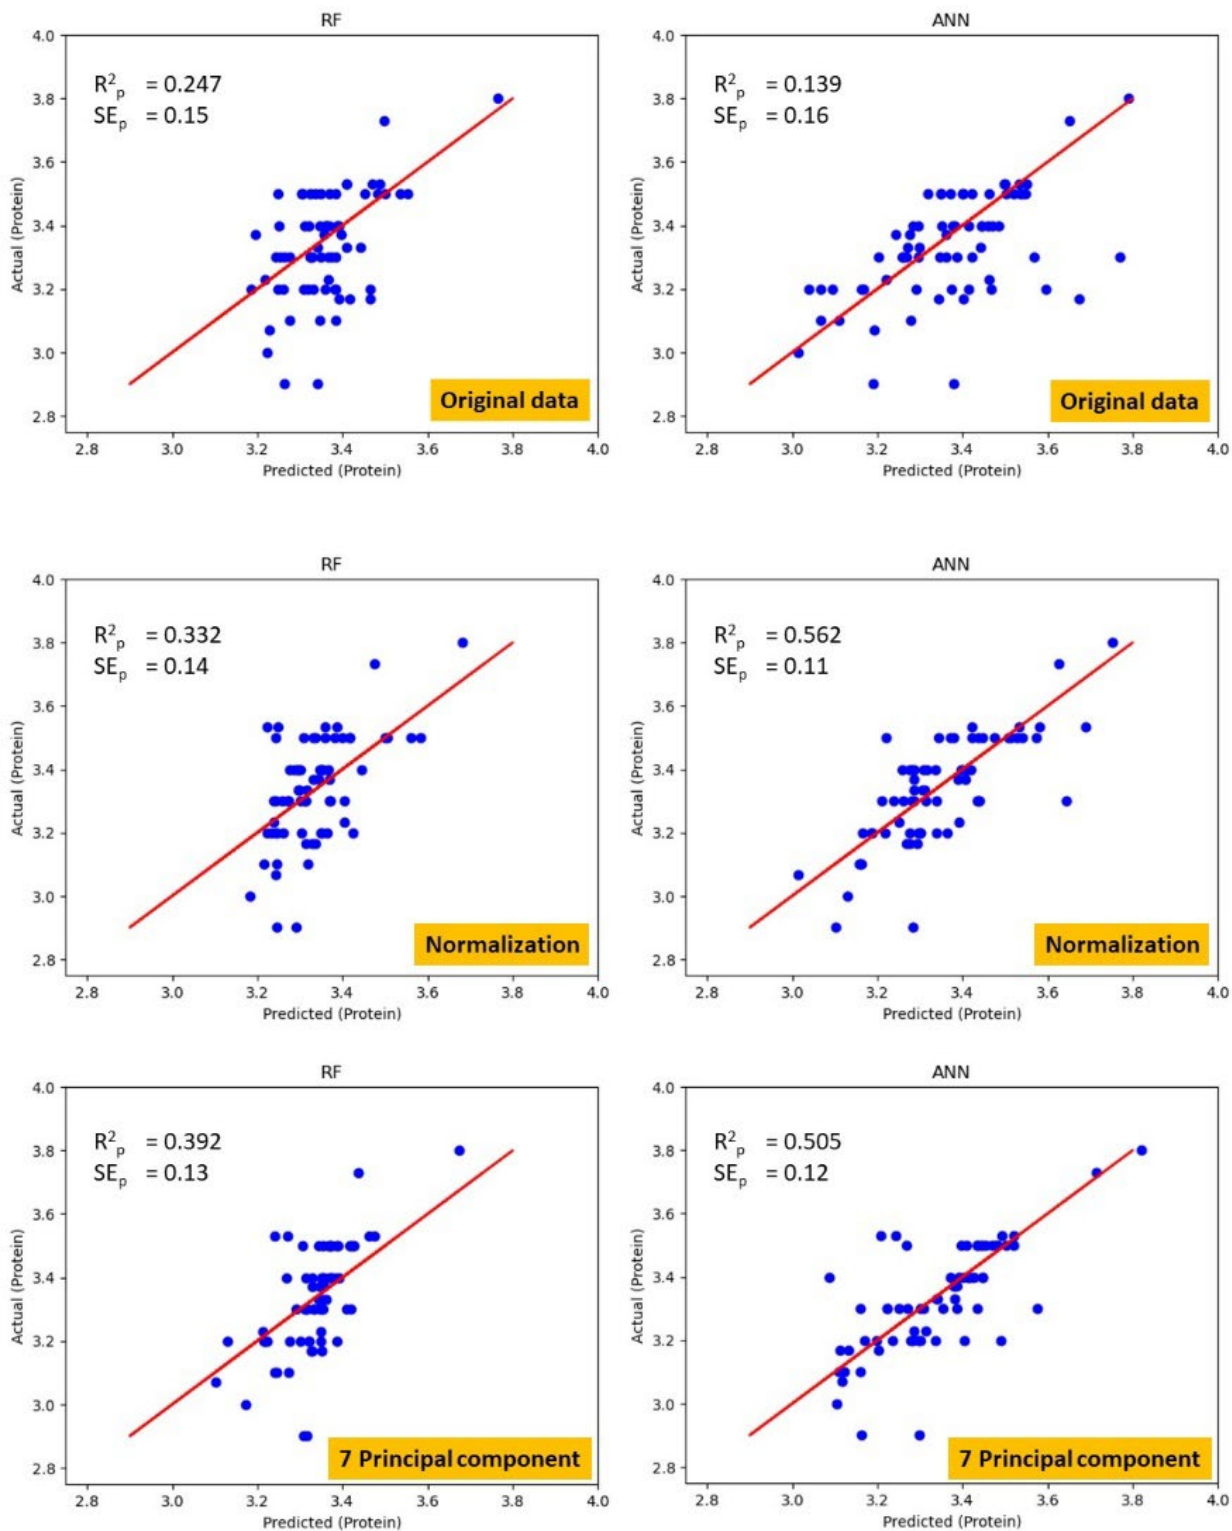 RF
R²p = 0.247
SEp = 0.15
4.0
3.8
3.6
3.4
3.2
3.0
2.8
Actual (Protein)
Original data
2.8 3.0 3.2 3.4 3.6 3.8 4.0
Predicted (Protein)
ANN
R²p = 0.139
SEp = 0.16
4.0
3.8
3.6
3.4
3.2
3.0
2.8
Actual (Protein)
Original data
2.8 3.0 3.2 3.4 3.6 3.8 4.0
Predicted (Protein)
RF
R²p = 0.332
SEp = 0.14
4.0
3.8
3.6
3.4
3.2
3.0
2.8
Actual (Protein)
Normalization
2.8 3.0 3.2 3.4 3.6 3.8 4.0
Predicted (Protein)
ANN
R²p = 0.562
SEp = 0.11
4.0
3.8
3.6
3.4
3.2
3.0
2.8
Actual (Protein)
Normalization
2.8 3.0 3.2 3.4 3.6 3.8 4.0
Predicted (Protein)
RF
R²p = 0.392
SEp = 0.13
4.0
3.8
3.6
3.4
3.2
3.0
2.8
Actual (Protein)
7 Principal component
2.8 3.0 3.2 3.4 3.6 3.8 4.0
Predicted (Protein)
ANN
R²p = 0.505
SEp = 0.12
4.0
3.8
3.6
3.4
3.2
3.0
2.8
Actual (Protein)
7 Principal component
2.8 3.0 3.2 3.4 3.6 3.8 4.0
Predicted (Protein)